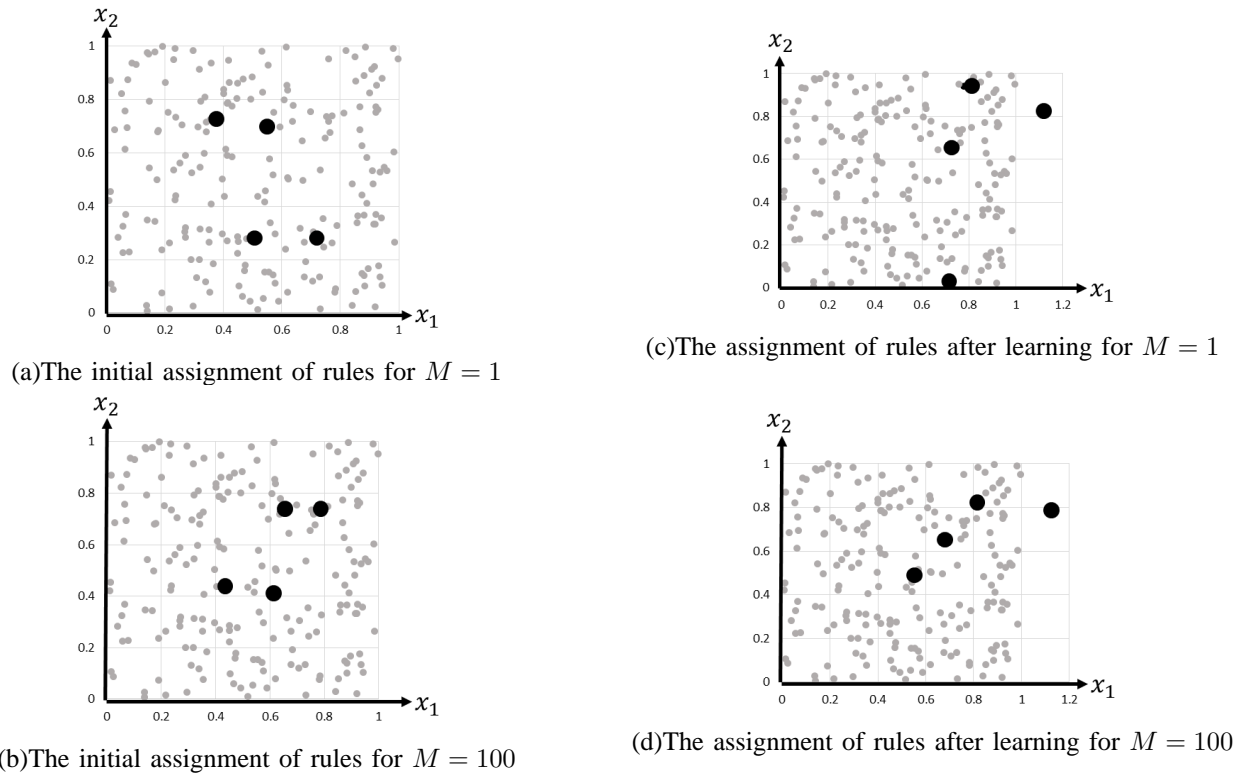 x₂
1
0.8
0.6
0.4
0.2
0
0 0.2 0.4 0.6 0.8 1
x₁
(a)The initial assignment of rules for M = 1
x₂
1
0.8
0.6
0.4
0.2
0
0 0.2 0.4 0.6 0.8 1
x₁
(b)The initial assignment of rules for M = 100
x₂
1
0.8
0.6
0.4
0.2
0
0 0.2 0.4 0.6 0.8 1 1.2
x₁
(c)The assignment of rules after learning for M = 1
x₂
1
0.8
0.6
0.4
0.2
0
0 0.2 0.4 0.6 0.8 1 1.2
x₁
(d)The assignment of rules after learning for M = 100